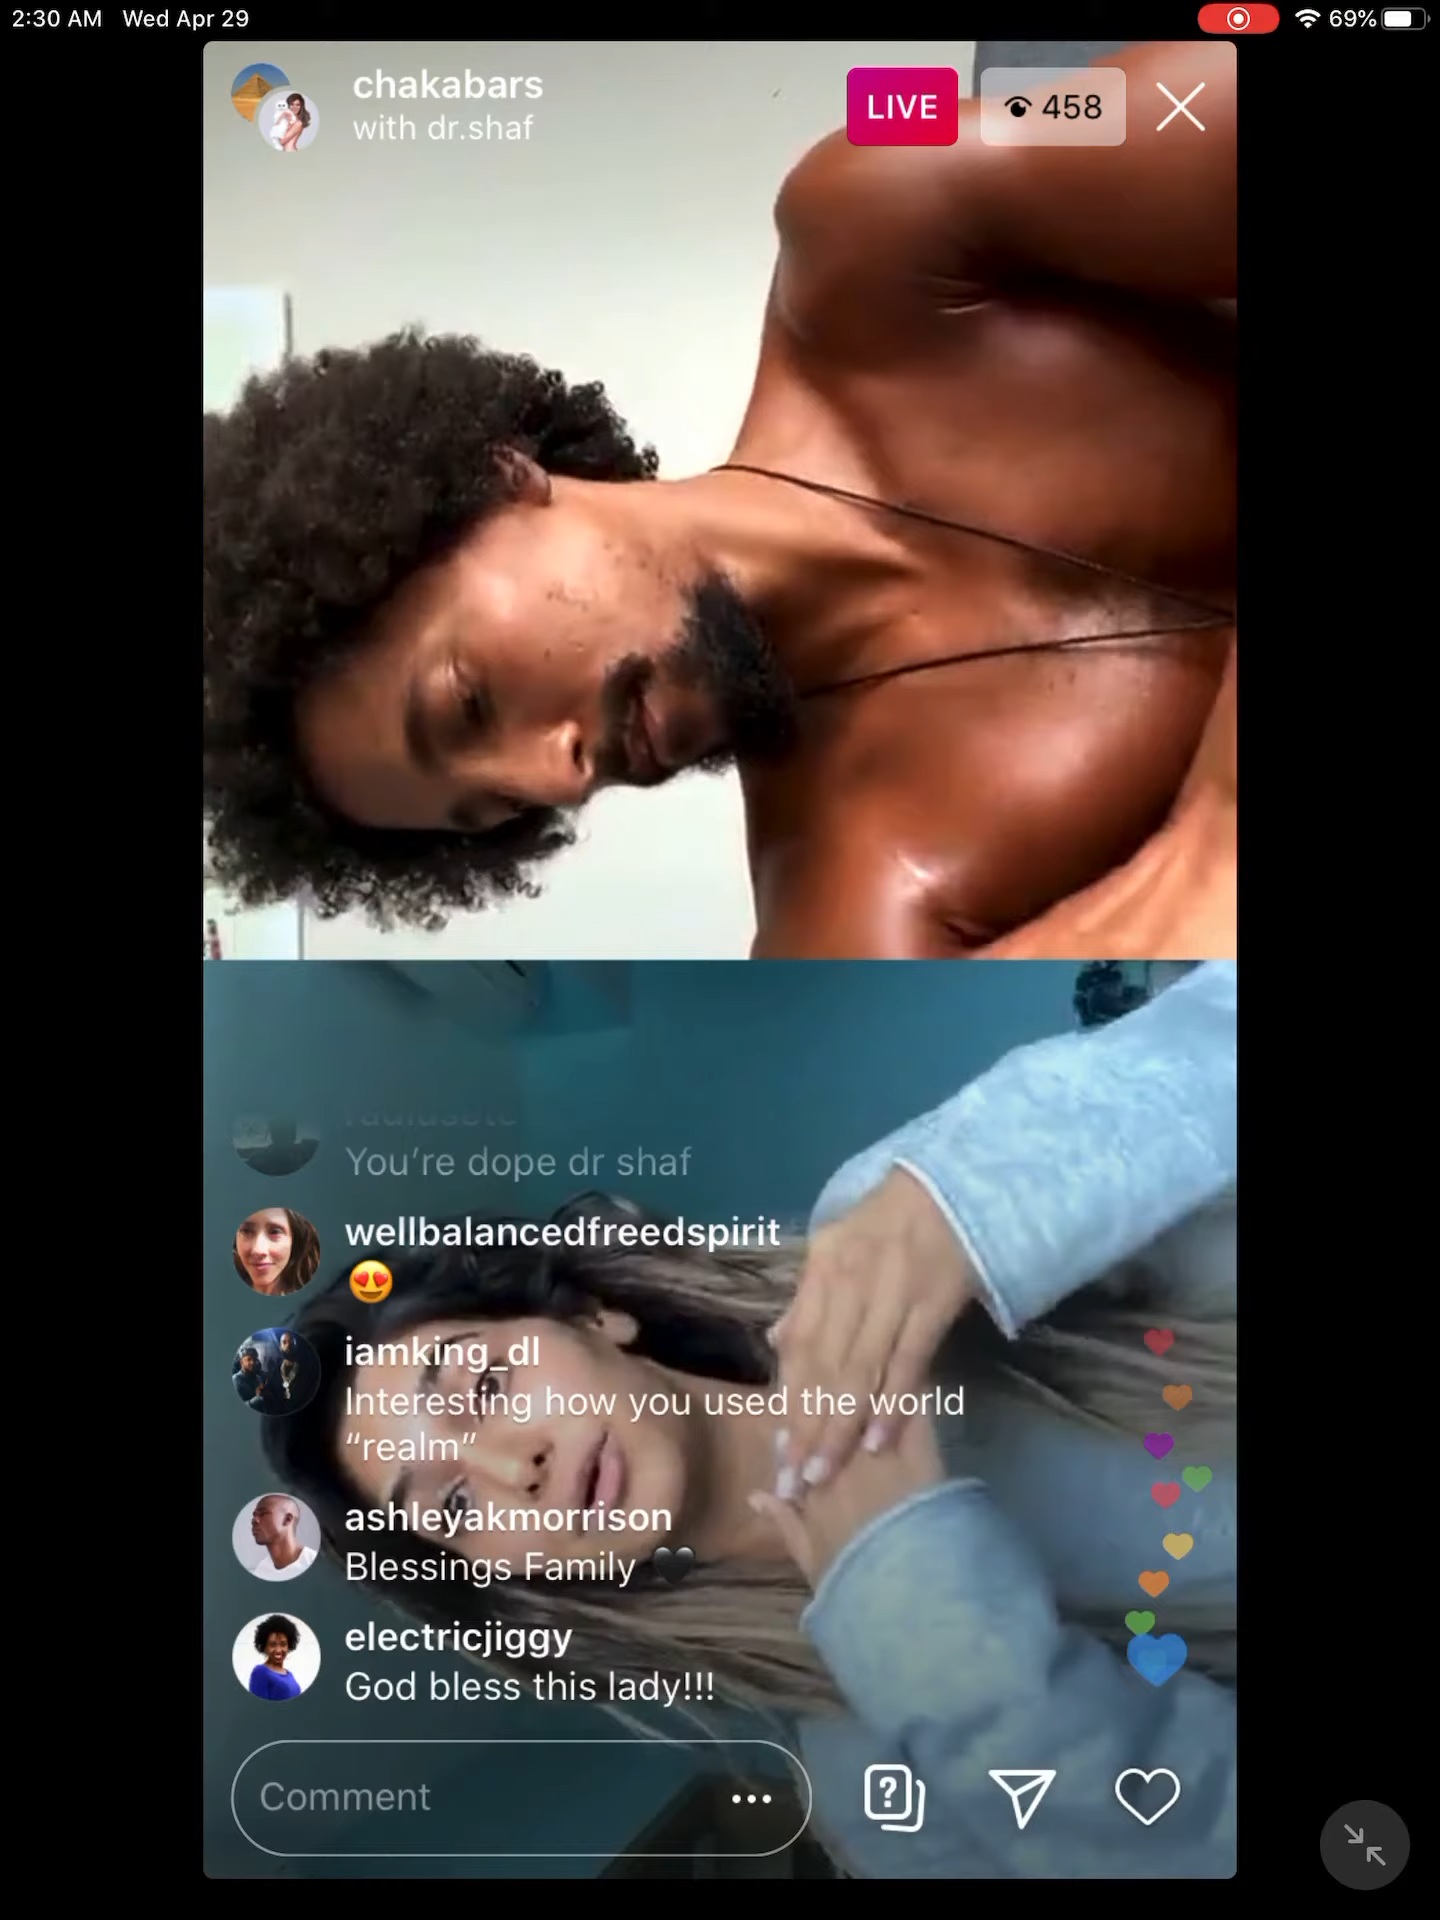 2:30 AM Wed Apr 29
69%
chakabars
with dr.shaf
LIVE
458
You're dope dr shaf
wellbalancedfreedspirit
😍
iamking_dl
Interesting how you used the world
“realm”
ashleyakmorrison
Blessings Family 🖤
electricjiggy
God bless this lady!!!
Comment